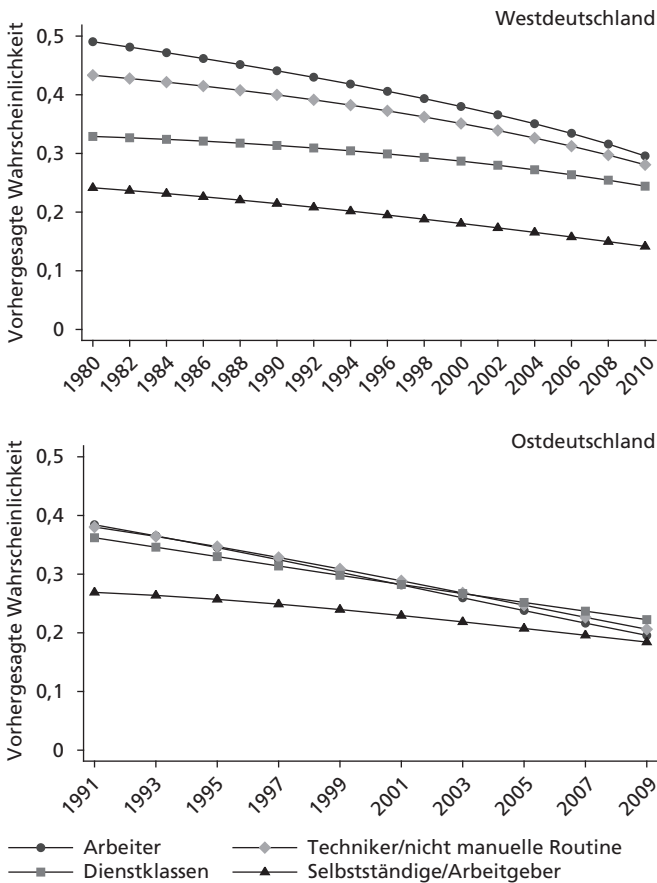 Westdeutschland
Vorhergesagte Wahrscheinlichkeit
0,5
0,4
0,3
0,2
0,1
0
1980 1982 1984 1986 1988 1990 1992 1994 1996 1998 2000 2002 2004 2006 2008 2010
Ostdeutschland
Vorhergesagte Wahrscheinlichkeit
0,5
0,4
0,3
0,2
0,1
0
1991 1993 1995 1997 1999 2001 2003 2005 2007 2009
Arbeiter Techniker/nicht manuelle Routine
Dienstklassen Selbstständige/Arbeitgeber